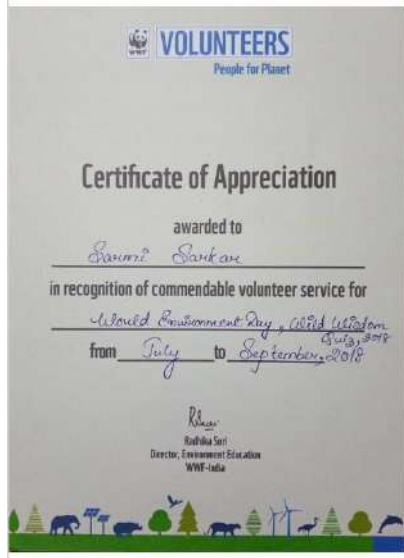 WWF
VOLUNTEERS
People for Planet
Certificate of Appreciation
awarded to
Sarmi Sarkar
in recognition of commendable volunteer service for
World Environment Day, Wild Wisdom
Quiz, 2018
from July to September, 2018
Radhika Suri
Director, Environment Education
WWF-India